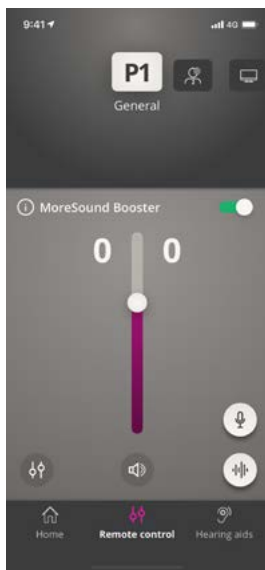 9:41 4G
P1
General
MoreSound Booster
0 0
Home Remote control Hearing aids